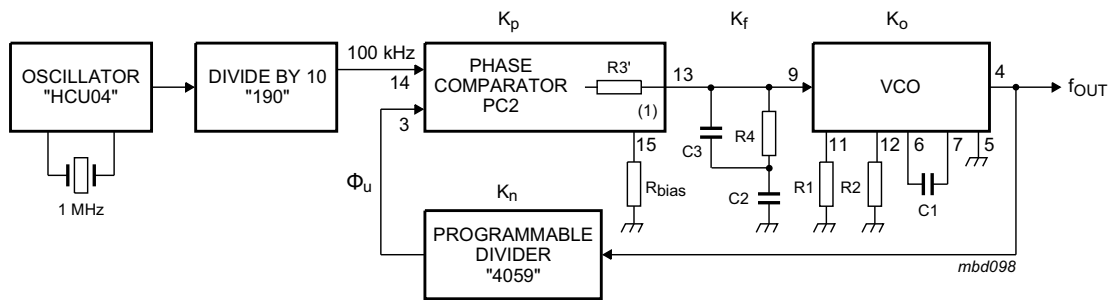 Kp
Kf
Ko
OSCILLATOR
"HCU04"
DIVIDE BY 10
"190"
100 kHz
14
3
PHASE
COMPARATOR
PC2
R3'
(1)
13
9
VCO
4
fOUT
15
Rbias
C3
R4
C2
11
12
6
7
5
R1
R2
C1
1 MHz
Φu
Kn
PROGRAMMABLE
DIVIDER
"4059"
mbd098